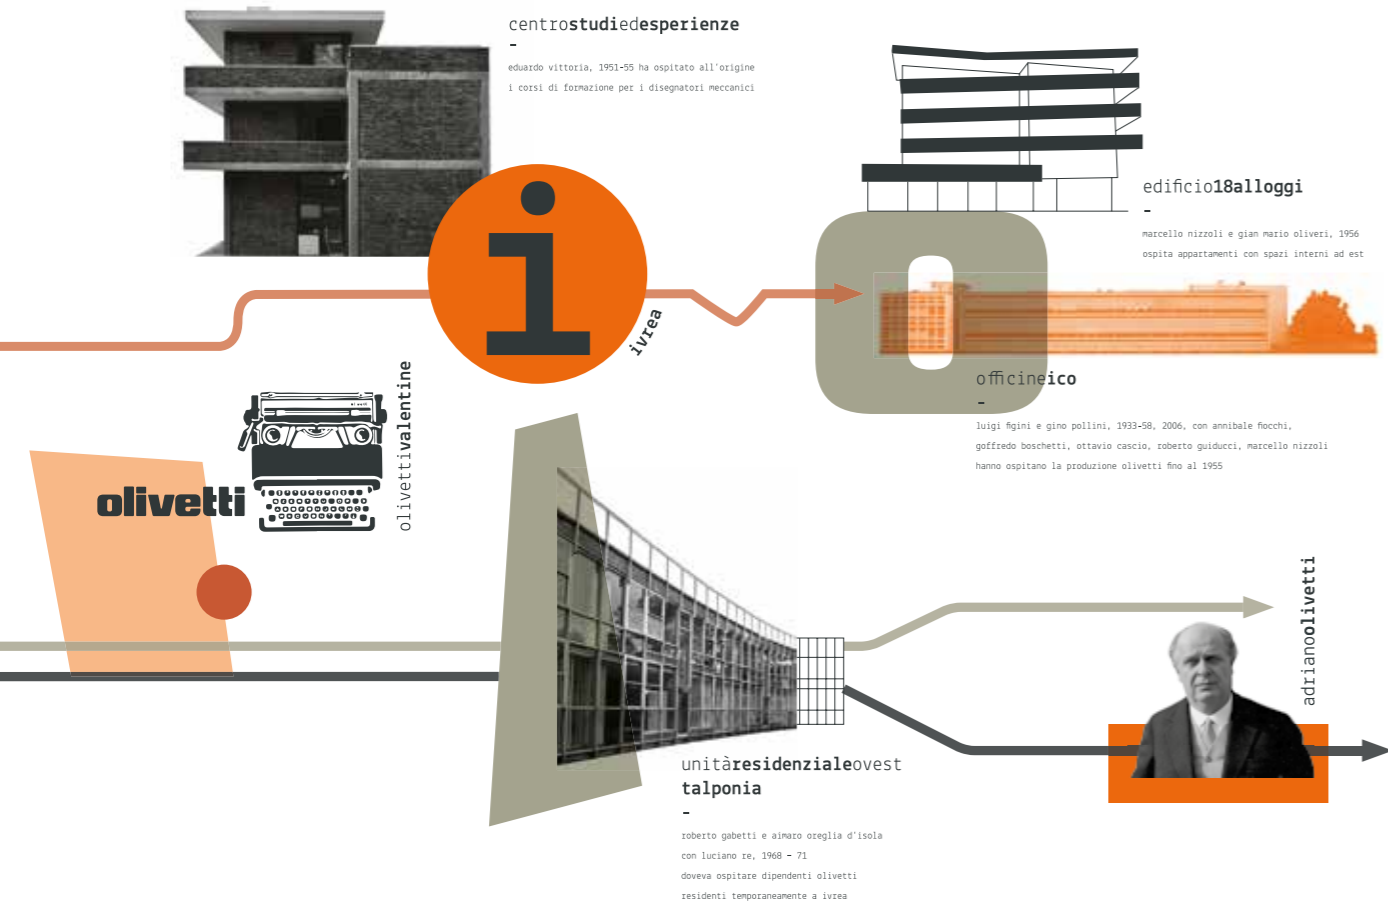 centrostudiedesperienze
-
eduardo vittoria, 1951-55 ha ospitato all'origine
i corsi di formazione per i disegnatori meccanici
edificio18alloggi
-
marcello nizzoli e gian mario oliveri, 1956
ospita appartamenti con spazi interni ad est
i
ivrea
officineico
-
luigi figini e gino pollini, 1933-58, 2006, con annibale fiocchi,
goffredo boschetti, ottavio cascio, roberto guiducci, marcello nizzoli
hanno ospitano la produzione olivetti fino al 1955
olivettivalentine
olivetti
unitàresidenzialeovest
talponia
-
roberto gabetti e aimaro oreglia d'isola
con luciano re, 1968 – 71
doveva ospitare dipendenti olivetti
residenti temporaneamente a ivrea
adrianoolivetti